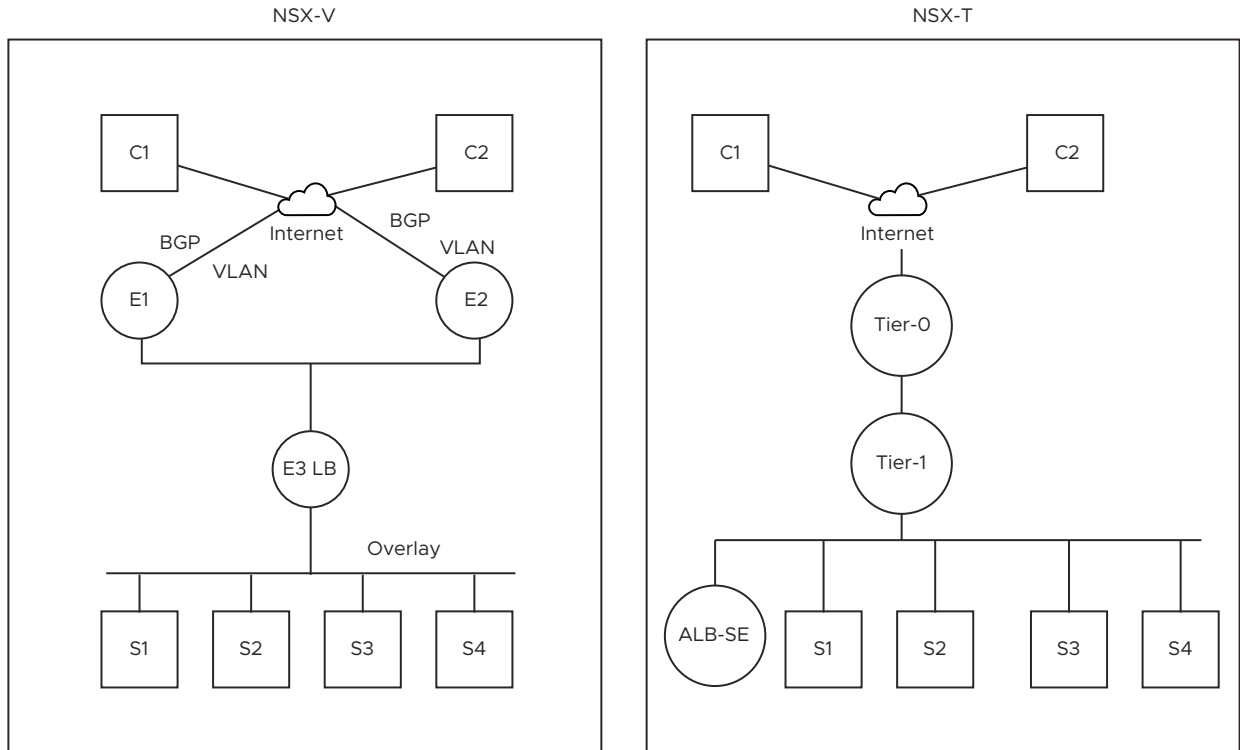 NSX-V
C1
C2
Internet
BGP
BGP
VLAN
VLAN
E1
E2
E3 LB
Overlay
S1
S2
S3
S4
NSX-T
C1
C2
Internet
Tier-0
Tier-1
ALB-SE
S1
S2
S3
S4